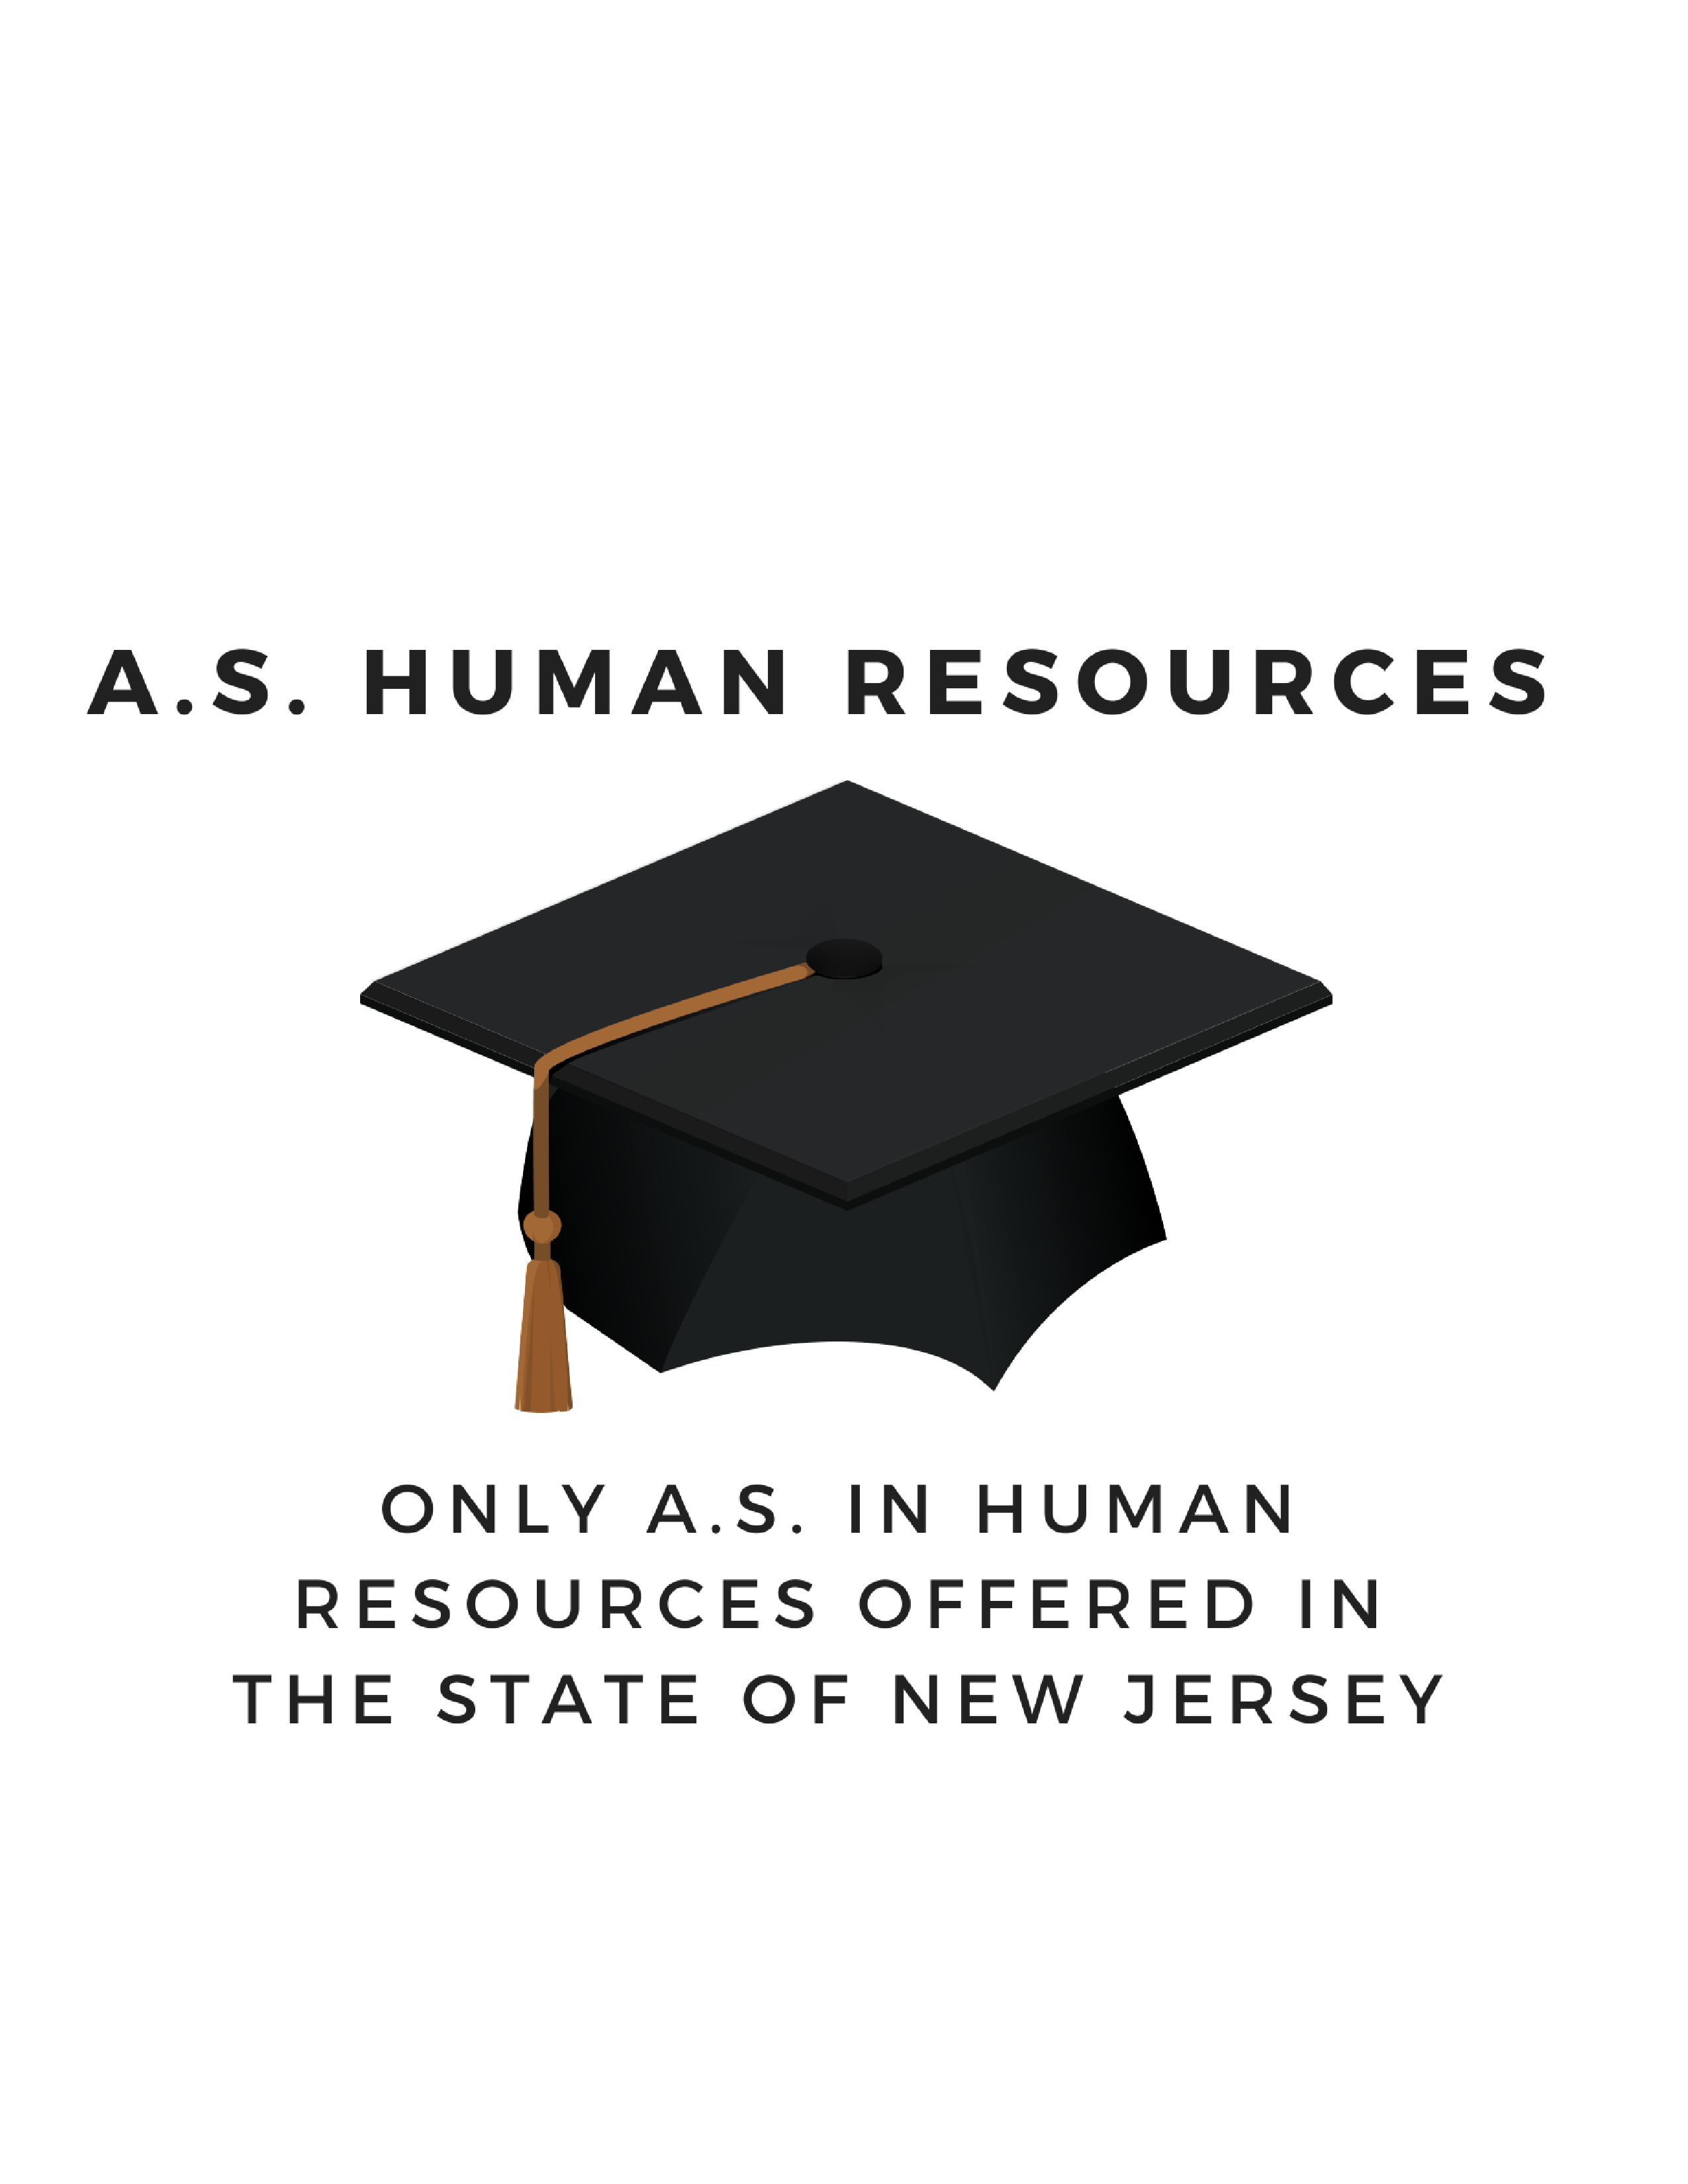 A.S. HUMAN RESOURCES
ONLY A.S. IN HUMAN
RESOURCES OFFERED IN
THE STATE OF NEW JERSEY